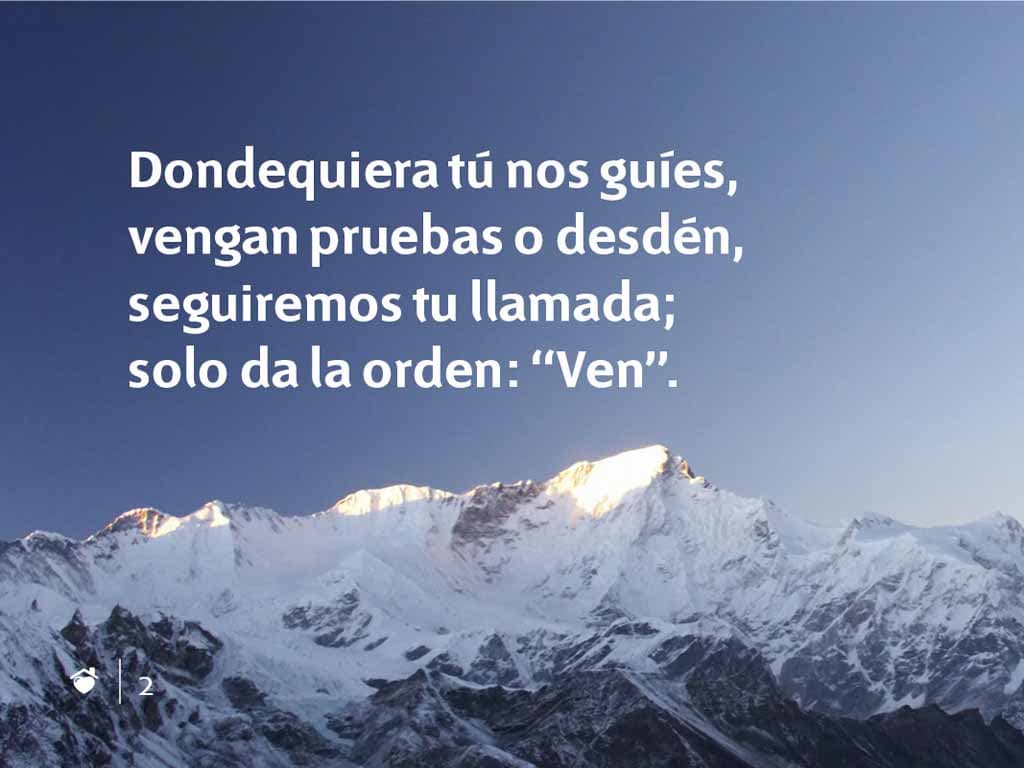 Dondequiera tú nos guíes,
vengan pruebas o desdén,
seguiremos tu llamada;
solo da la orden: “Ven”.
2